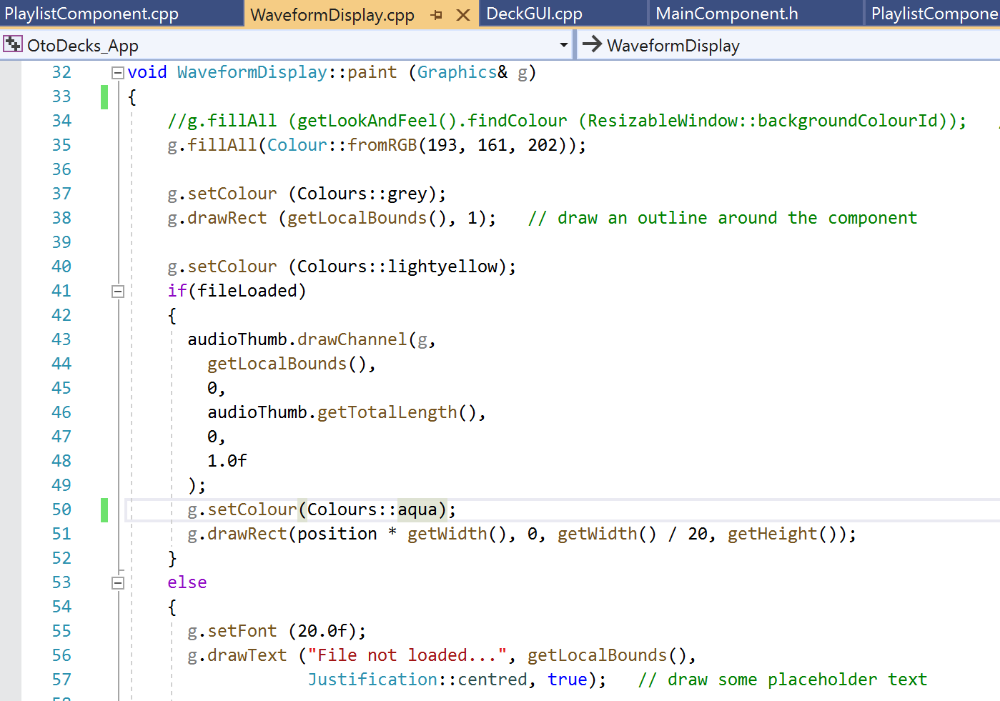 PlaylistComponent.cpp WaveformDisplay.cpp DeckGUI.cpp MainComponent.h PlaylistCompone
OtoDecks_App WaveformDisplay
32 void WaveformDisplay::paint (Graphics& g)
33 {
34 //g.fillAll (getLookAndFeel().findColour (ResizableWindow::backgroundColourId));
35 g.fillAll(Colour::fromRGB(193, 161, 202));
36
37 g.setColour (Colours::grey);
38 g.drawRect (getLocalBounds(), 1);   // draw an outline around the component
39
40 g.setColour (Colours::lightyellow);
41 if(fileLoaded)
42 {
43 audioThumb.drawChannel(g,
44 getLocalBounds(),
45 0,
46 audioThumb.getTotalLength(),
47 0,
48 1.0f
49 );
50 g.setColour(Colours::aqua);
51 g.drawRect(position * getWidth(), 0, getWidth() / 20, getHeight());
52 }
53 else
54 {
55 g.setFont (20.0f);
56 g.drawText ("File not loaded...", getLocalBounds(),
57 Justification::centred, true);   // draw some placeholder text